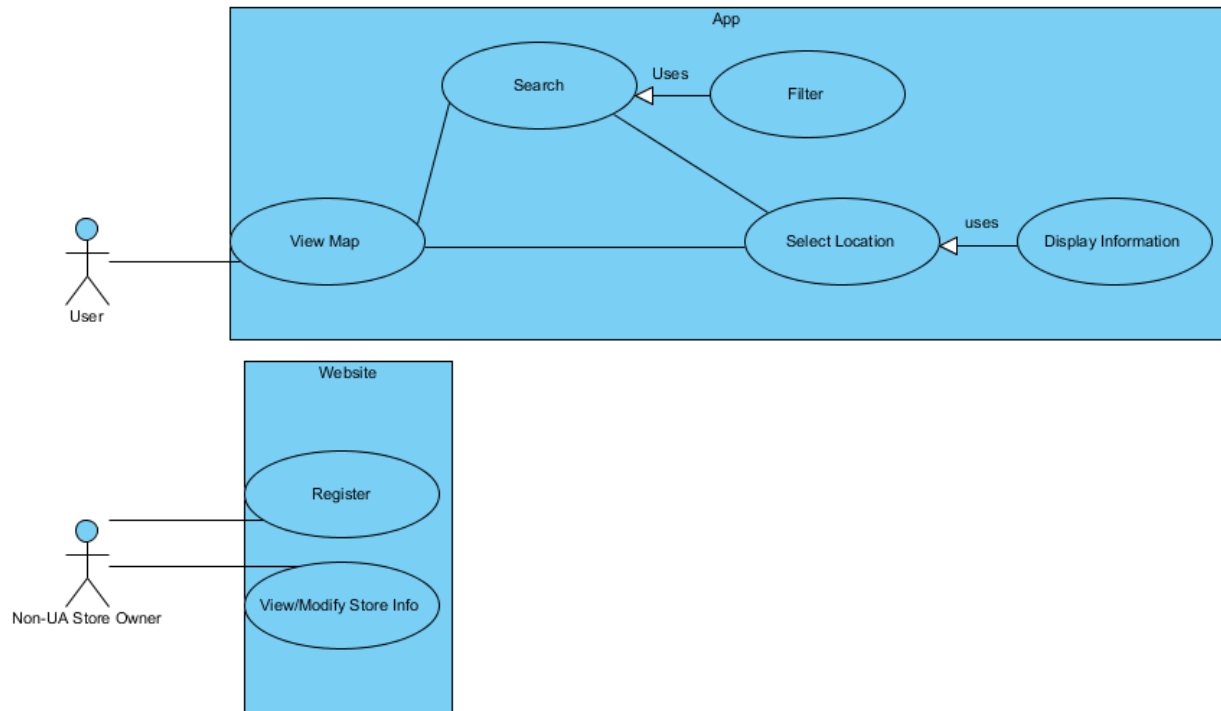 App
Search
Uses
Filter
View Map
Select Location
uses
Display Information
User
Website
Register
View/Modify Store Info
Non-UA Store Owner